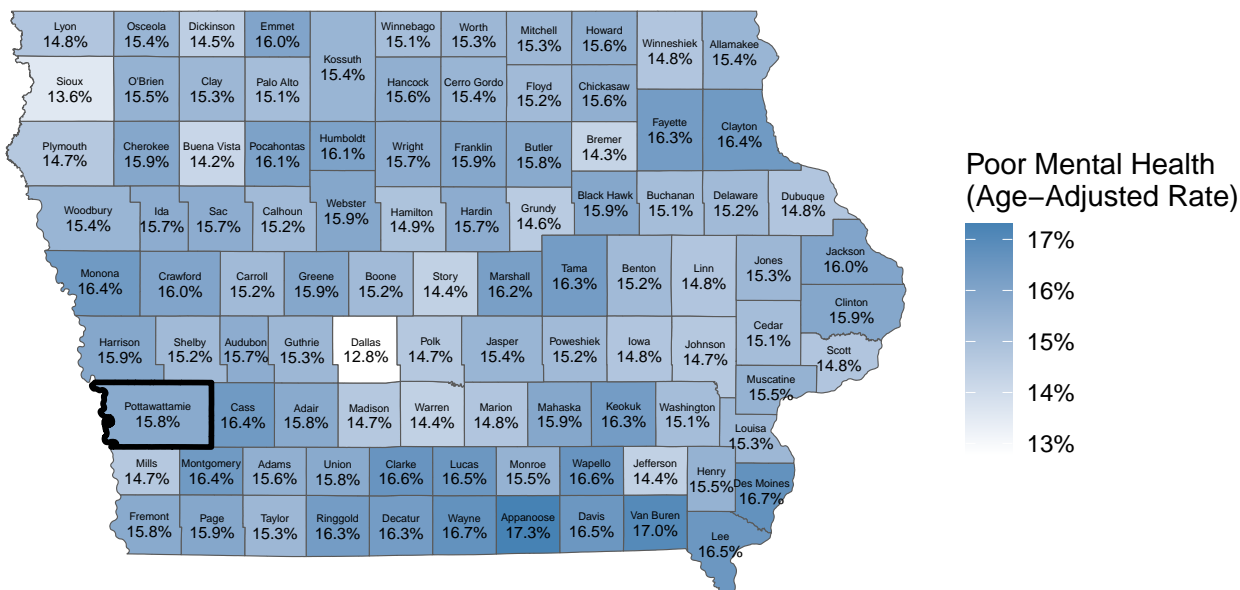 Lyon
14.8%
Osceola
15.4%
Dickinson
14.5%
Emmet
16.0%
Kossuth
15.4%
Winnebago
15.1%
Worth
15.3%
Mitchell
15.3%
Howard
15.6%
Winneshiek
14.8%
Allamakee
15.4%
Sioux
13.6%
O'Brien
15.5%
Clay
15.3%
Palo Alto
15.1%
Hancock
15.6%
Cerro Gordo
15.4%
Floyd
15.2%
Chickasaw
15.6%
Fayette
16.3%
Clayton
16.4%
Plymouth
14.7%
Cherokee
15.9%
Buena Vista
14.2%
Pocahontas
16.1%
Humboldt
16.1%
Wright
15.7%
Franklin
15.9%
Butler
15.8%
Bremer
14.3%
Woodbury
15.4%
Ida
15.7%
Sac
15.7%
Calhoun
15.2%
Webster
15.9%
Hamilton
14.9%
Hardin
15.7%
Grundy
14.6%
Black Hawk
15.9%
Buchanan
15.1%
Delaware
15.2%
Dubuque
14.8%
Monona
16.4%
Crawford
16.0%
Carroll
15.2%
Greene
15.9%
Boone
15.2%
Story
14.4%
Marshall
16.2%
Tama
16.3%
Benton
15.2%
Linn
14.8%
Jones
15.3%
Jackson
16.0%
Clinton
15.9%
Harrison
15.9%
Shelby
15.2%
Audubon
15.7%
Guthrie
15.3%
Dallas
12.8%
Polk
14.7%
Jasper
15.4%
Poweshiek
15.2%
Iowa
14.8%
Johnson
14.7%
Cedar
15.1%
Scott
14.8%
Muscatine
15.5%
Pottawattamie
15.8%
Cass
16.4%
Adair
15.8%
Madison
14.7%
Warren
14.4%
Marion
14.8%
Mahaska
15.9%
Keokuk
16.3%
Washington
15.1%
Louisa
15.3%
Mills
14.7%
Montgomery
16.4%
Adams
15.6%
Union
15.8%
Clarke
16.6%
Lucas
16.5%
Monroe
15.5%
Wapello
16.6%
Jefferson
14.4%
Henry
15.5%
Des Moines
16.7%
Fremont
15.8%
Page
15.9%
Taylor
15.3%
Ringgold
16.3%
Decatur
16.3%
Wayne
16.7%
Appanoose
17.3%
Davis
16.5%
Van Buren
17.0%
Lee
16.5%
Poor Mental Health
(Age−Adjusted Rate)
17%
16%
15%
14%
13%